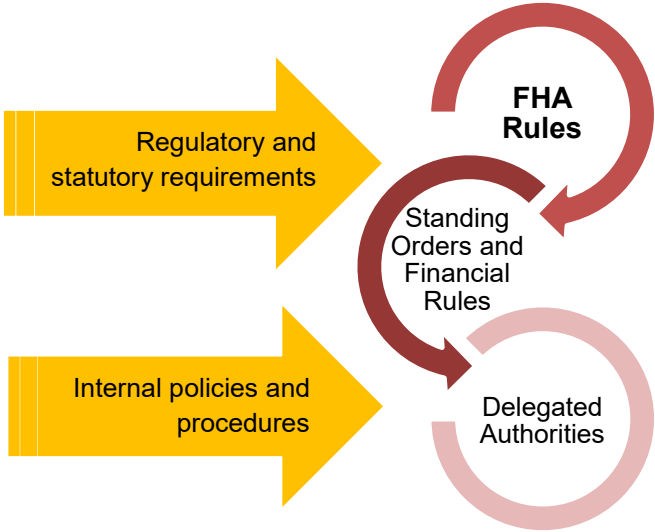 Regulatory and
statutory requirements
FHA
Rules
Standing
Orders and
Financial
Rules
Internal policies and
procedures
Delegated
Authorities